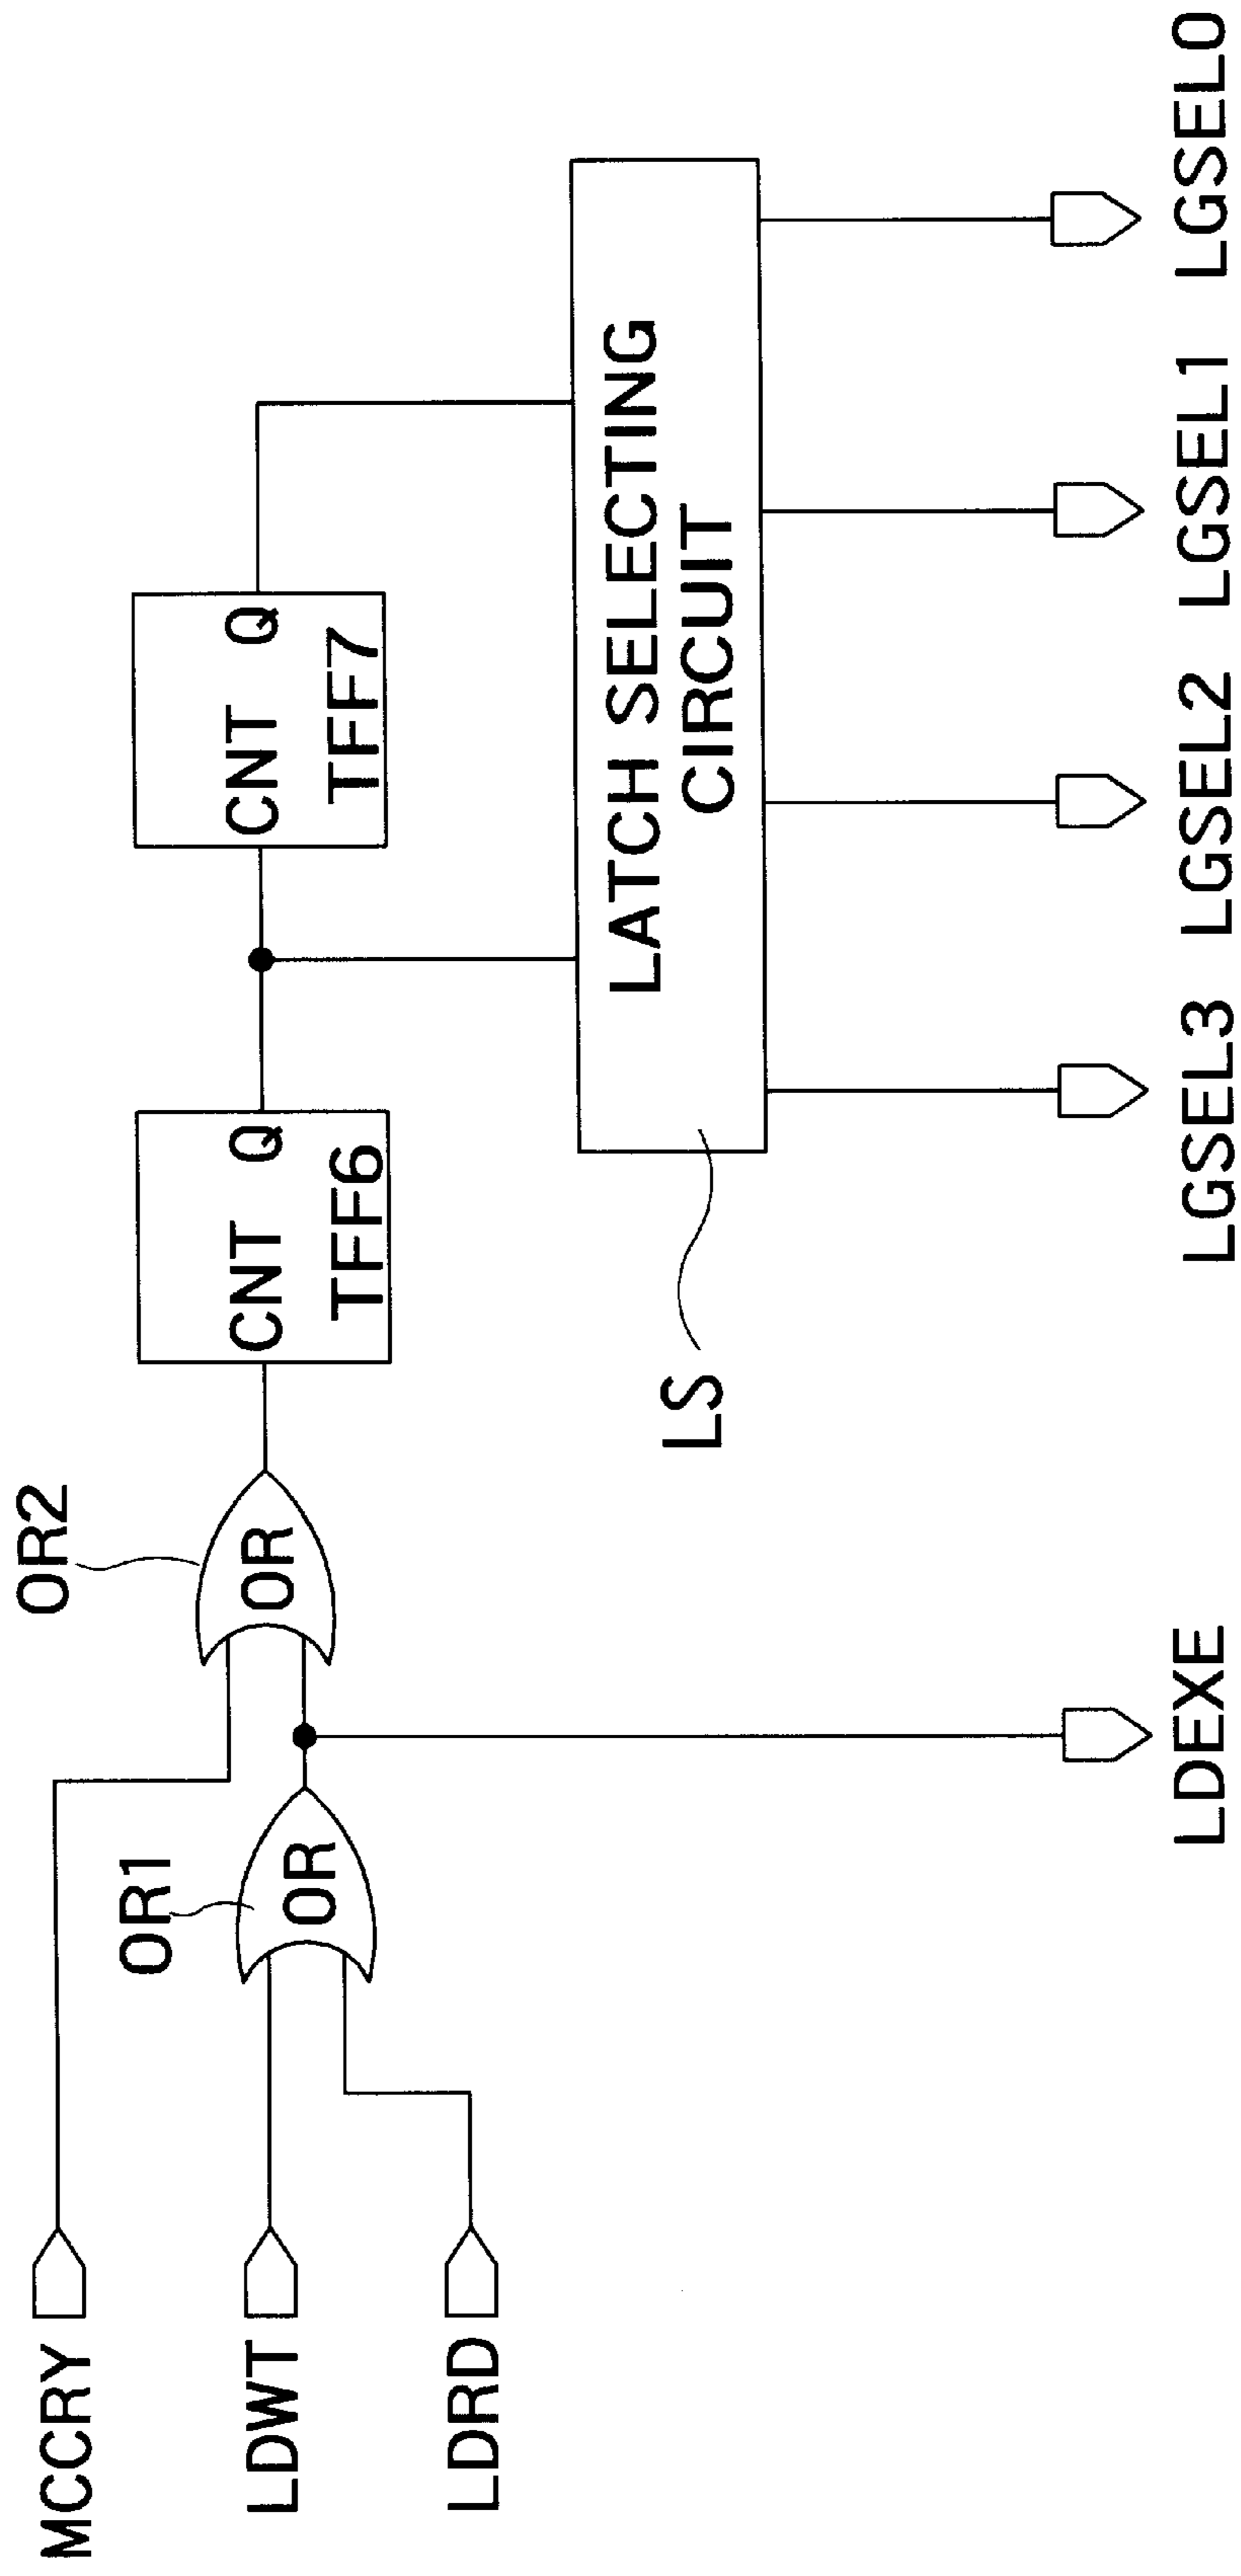 MCCRY
LDWT
LDRD
OR1
OR
OR2
OR
LDEXE
CNT Q
TFF6
CNT Q
TFF7
LS
LATCH SELECTING
CIRCUIT
LGSEL3
LGSEL2
LGSEL1
LGSEL0